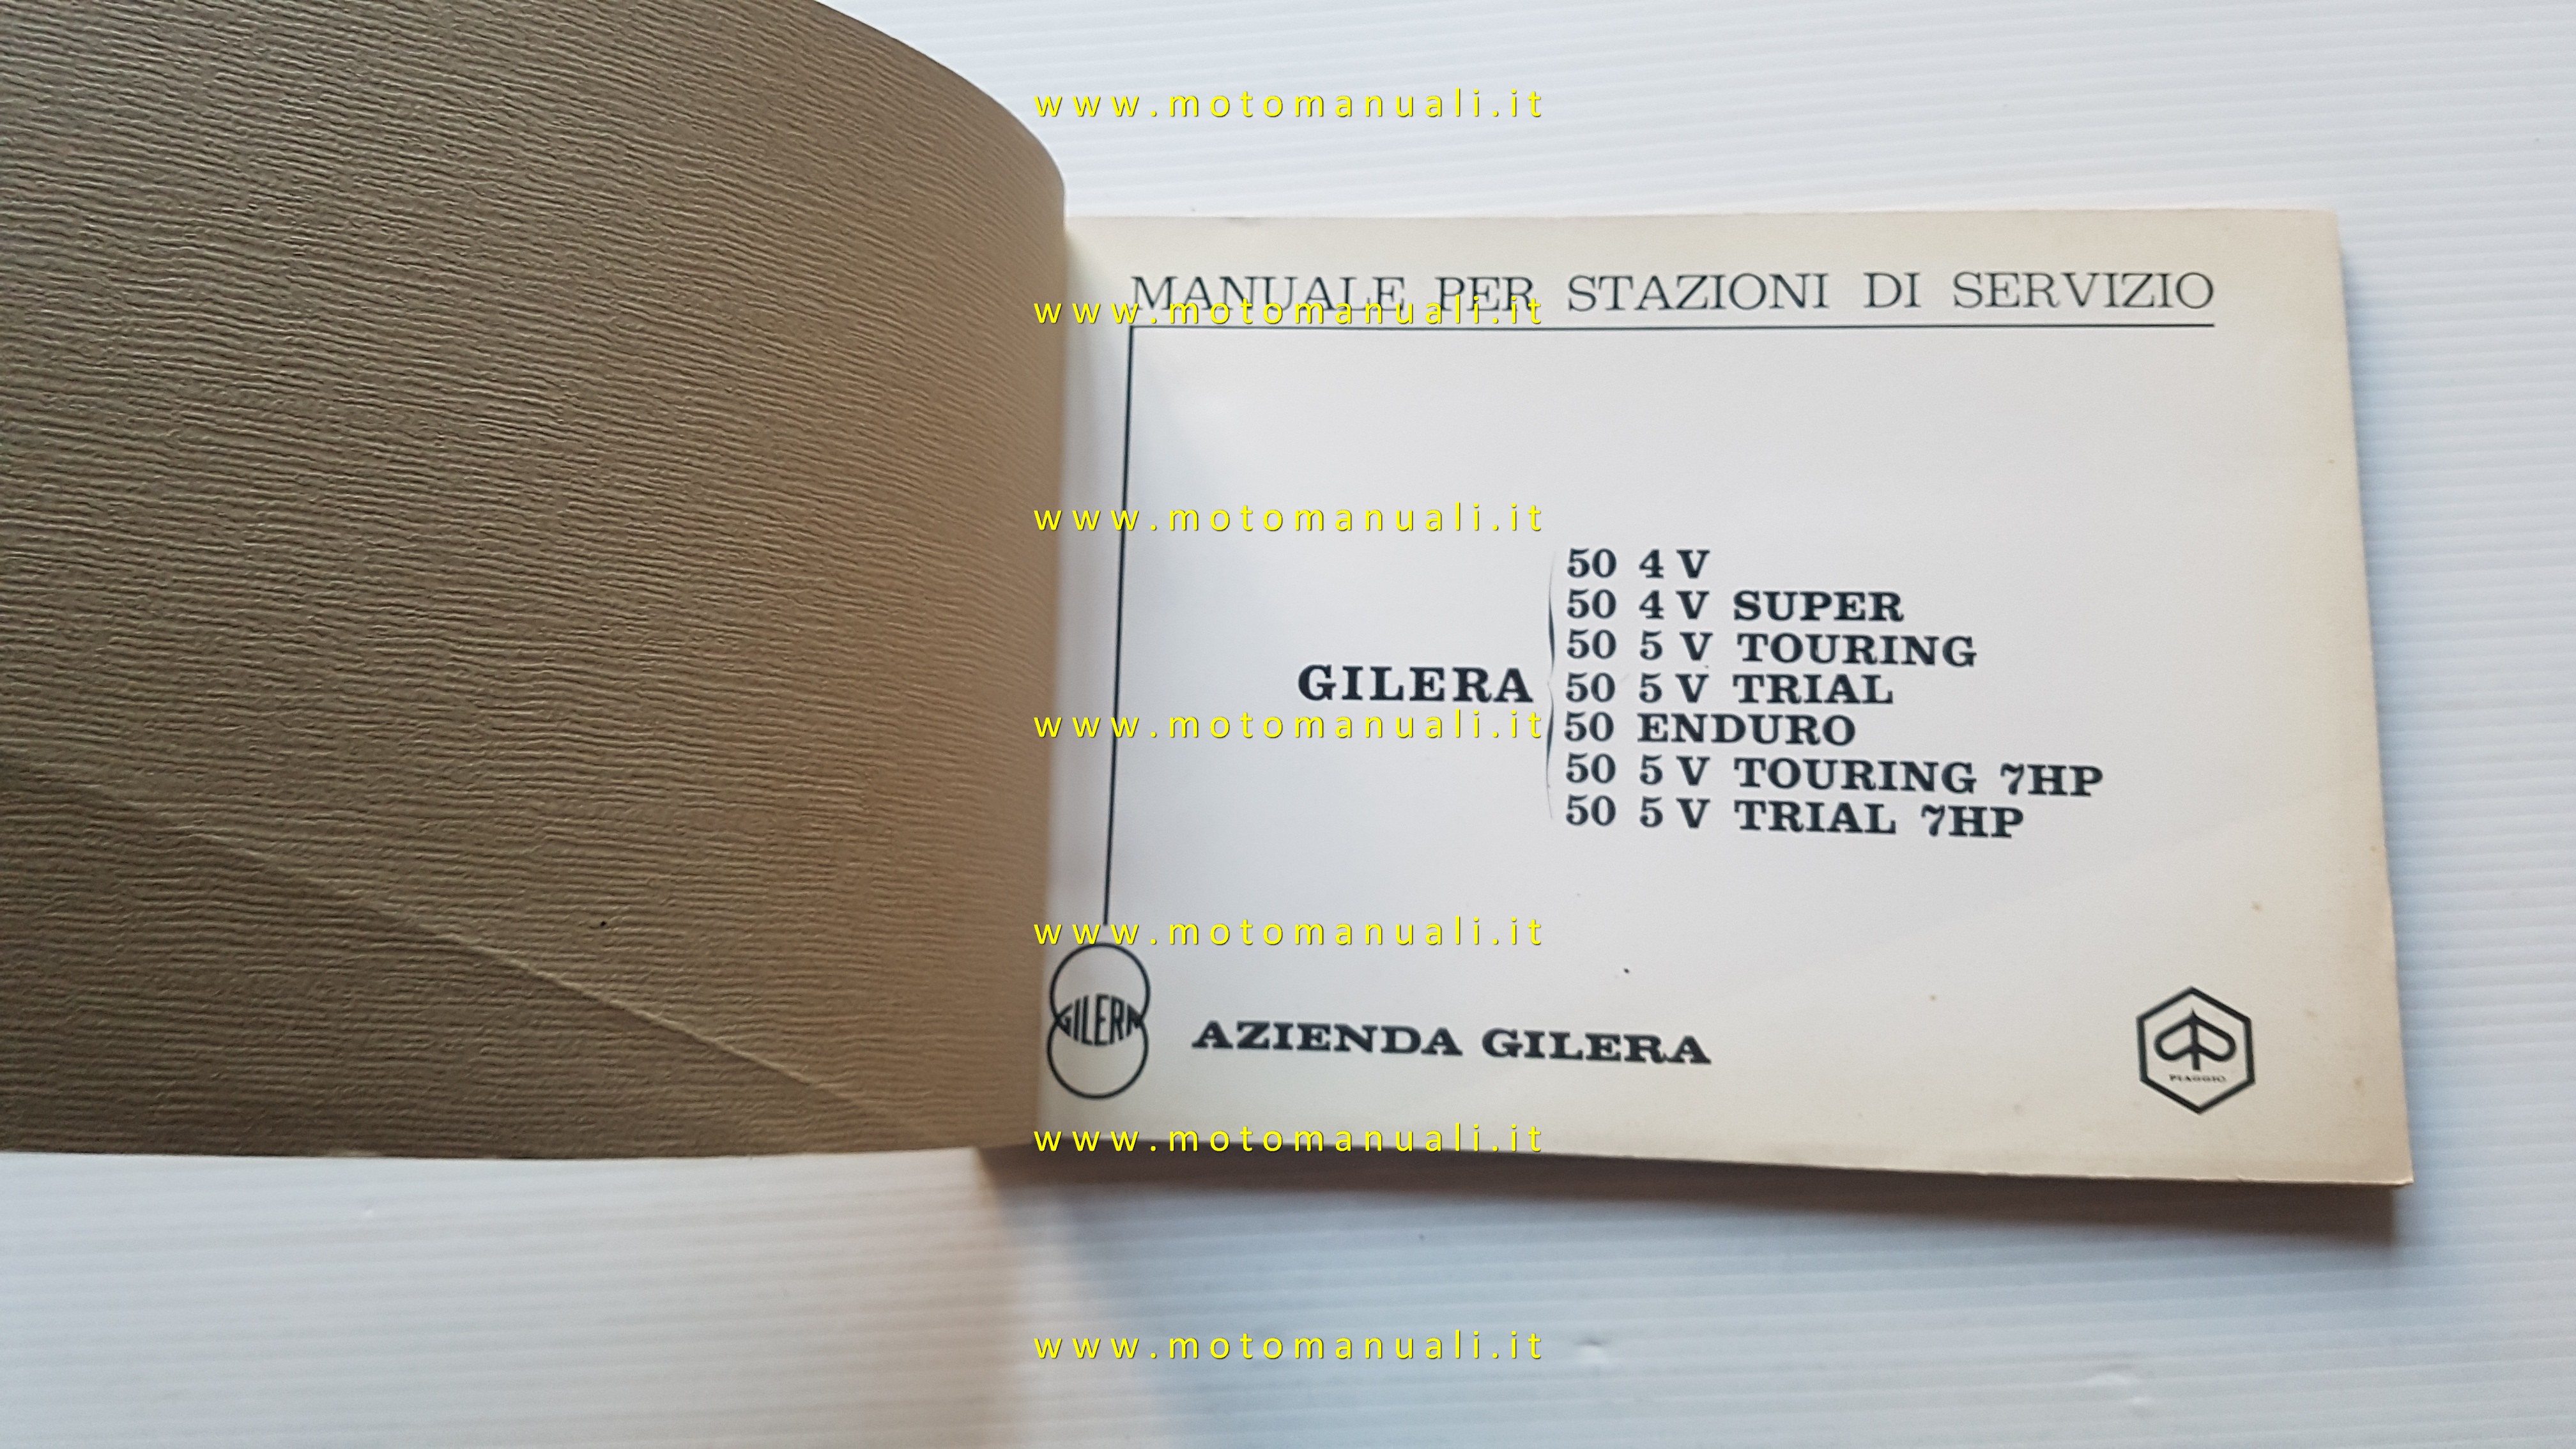 www.motomanuali.it
MANUALE PER STAZIONI DI SERVIZIO
www.motomanuali.it
www.motomanuali.it
50 4 V
50 4 V SUPER
50 5 V TOURING
GILERA
50 5 V TRIAL
www.motomanuali.it
50 ENDURO
50 5 V TOURING 7HP
50 5 V TRIAL 7HP
www.motomanuali.it
GILERA
AZIENDA GILERA
PIAGGIO
www.motomanuali.it
www.motomanuali.it